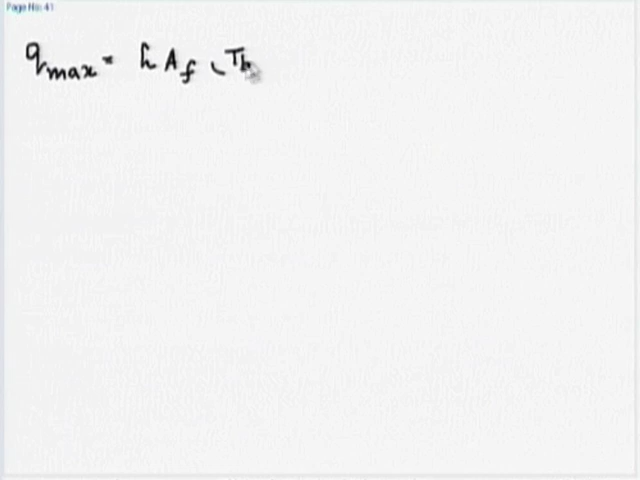 Page No: 41
q_max = h A_f (T_b